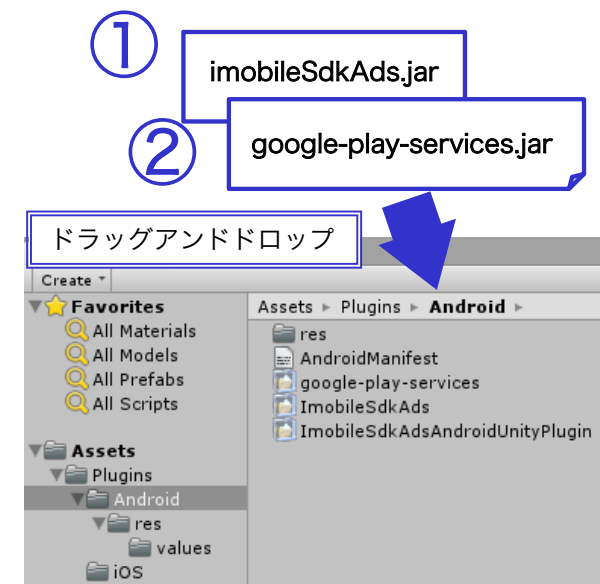 ①
imobileSdkAds.jar
②
google-play-services.jar
ドラッグアンドドロップ
Create
Favorites
All Materials
All Models
All Prefabs
All Scripts
Assets
Plugins
Android
res
values
iOS
Assets Plugins Android
res
AndroidManifest
google-play-services
ImobileSdkAds
ImobileSdkAdsAndroidUnityPlugin